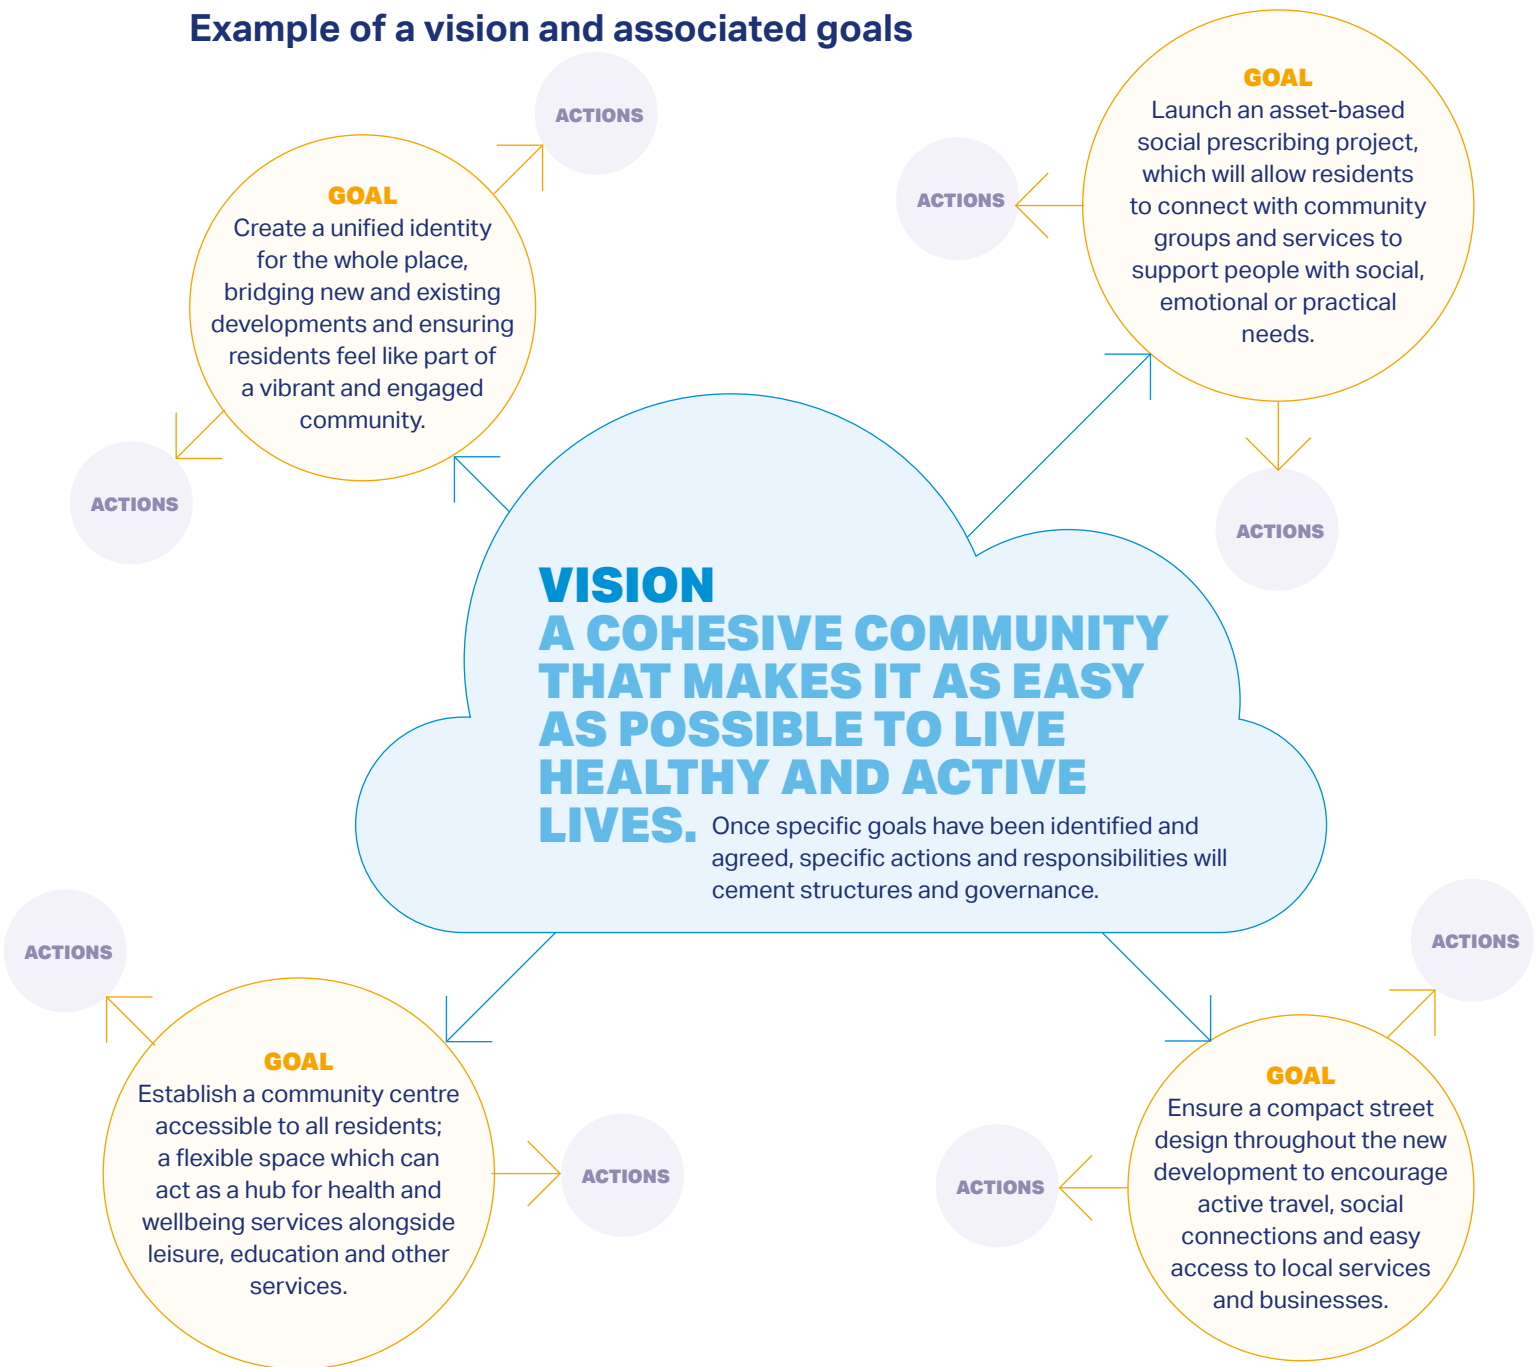 Example of a vision and associated goals
ACTIONS
GOAL
Create a unified identity
for the whole place,
bridging new and existing
developments and ensuring
residents feel like part of
a vibrant and engaged
community.
ACTIONS
GOAL
Launch an asset-based
social prescribing project,
which will allow residents
to connect with community
groups and services to
support people with social,
emotional or practical
needs.
ACTIONS
ACTIONS
VISION
A COHESIVE COMMUNITY
THAT MAKES IT AS EASY
AS POSSIBLE TO LIVE
HEALTHY AND ACTIVE
LIVES.
Once specific goals have been identified and
agreed, specific actions and responsibilities will
cement structures and governance.
ACTIONS
GOAL
Establish a community centre
accessible to all residents;
a flexible space which can
act as a hub for health and
wellbeing services alongside
leisure, education and other
services.
ACTIONS
ACTIONS
GOAL
Ensure a compact street
design throughout the new
development to encourage
active travel, social
connections and easy
access to local services
and businesses.
ACTIONS